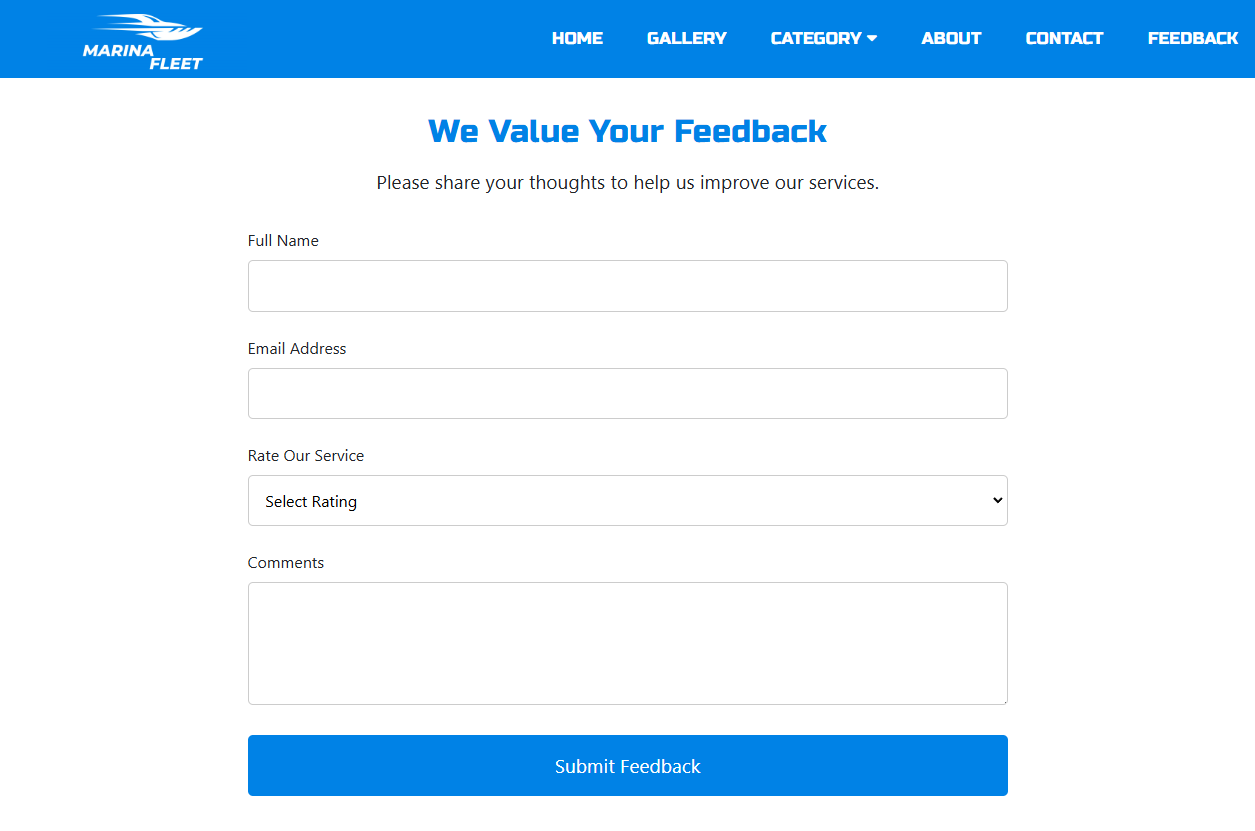 MARINA
FLEET
HOME GALLERY CATEGORY ABOUT CONTACT FEEDBACK
We Value Your Feedback
Please share your thoughts to help us improve our services.
Full Name
Email Address
Rate Our Service
Select Rating
Comments
Submit Feedback